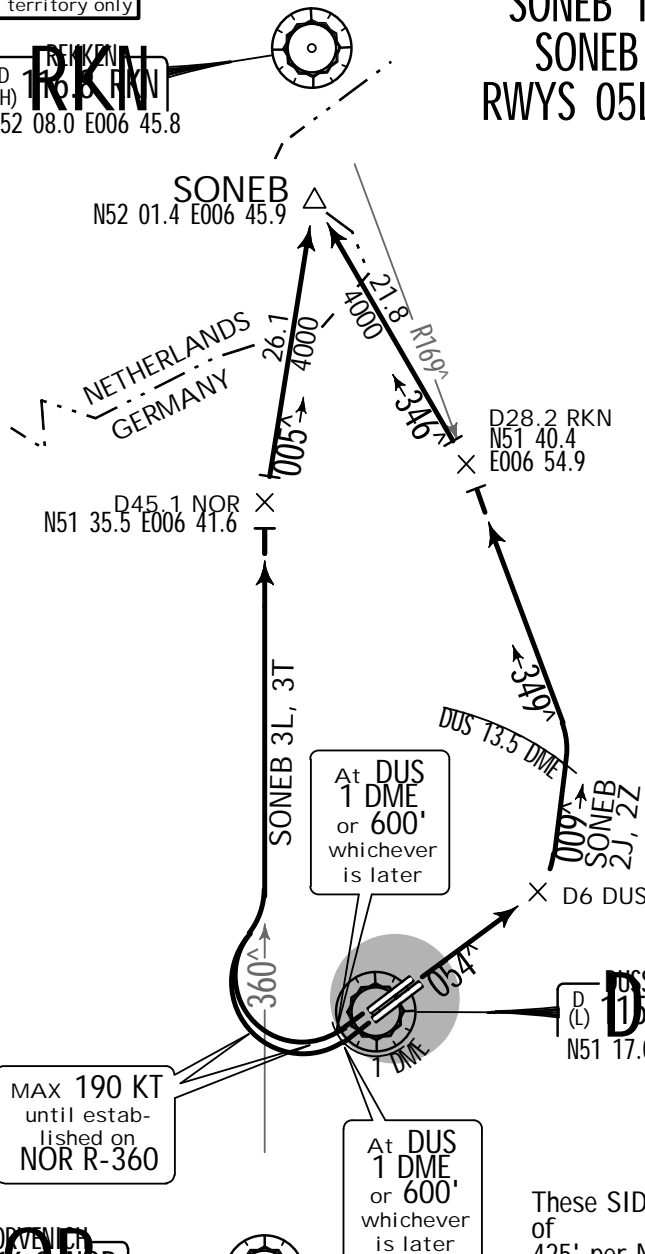 territory only
SONEB
SONEB
RWYS 05L
REKKEN
D
(H)
RKN
RKN
52 08.0 E006 45.8
SONEB
N52 01.4 E006 45.9
21.8
4000
R169^
346^
26.1
4000
005^
NETHERLANDS
GERMANY
D28.2 RKN
N51 40.4
E006 54.9
D45.1 NOR
N51 35.5 E006 41.6
349^
DUS 13.5 DME
SONEB 3L, 3T
009^
SONEB
2J, 2Z
At DUS
1 DME
or 600'
whichever
is later
D6 DUS
054^
360^
D
(L)
N51 17.0
1 DME
MAX 190 KT
until estab-
lished on
NOR R-360
At DUS
1 DME
or 600'
whichever
is later
These SID
of
425' per N